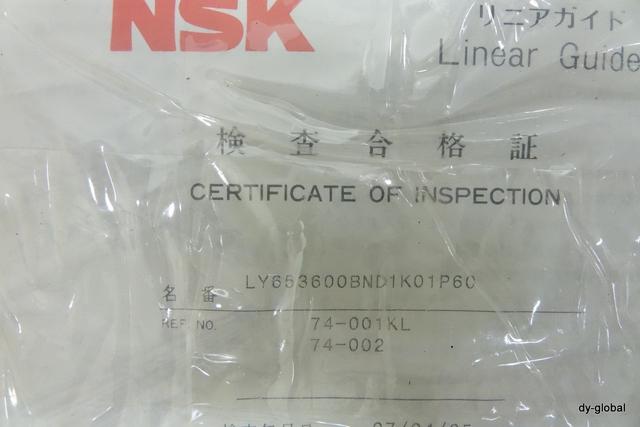 NSK
リニアガイド
Linear Guide
検査合格証
CERTIFICATE OF INSPECTION
名番 LY653600BND1K01P60
REF NO. 74-001KL
74-002
dy-global